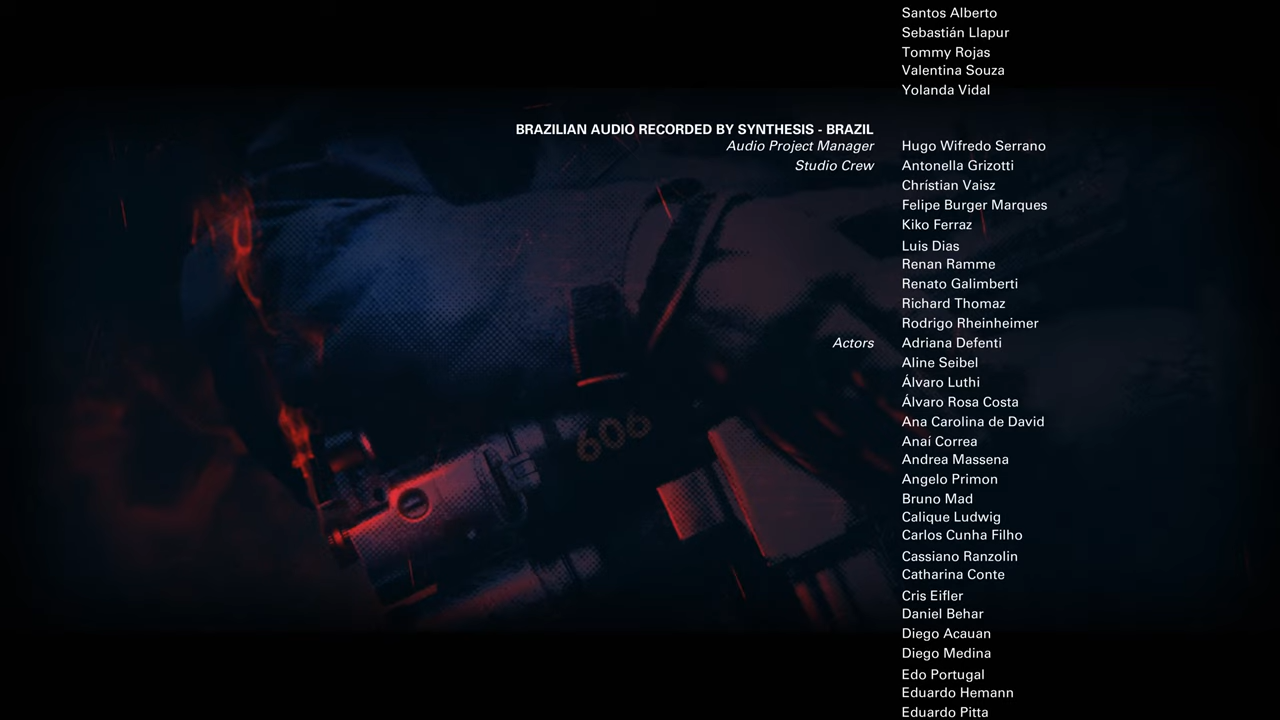 Santos Alberto
Sebastián Llapur
Tommy Rojas
Valentina Souza
Yolanda Vidal
BRAZILIAN AUDIO RECORDED BY SYNTHESIS - BRAZIL
Audio Project Manager Hugo Wifredo Serrano
Studio Crew Antonella Grizotti
Chrístian Vaisz
Felipe Burger Marques
Kiko Ferraz
Luis Dias
Renan Ramme
Renato Galimberti
Richard Thomaz
Rodrigo Rheinheimer
Actors Adriana Defenti
Aline Seibel
Álvaro Luthi
Álvaro Rosa Costa
Ana Carolina de David
Anaí Correa
Andrea Massena
Angelo Primon
Bruno Mad
Calique Ludwig
Carlos Cunha Filho
Cassiano Ranzolin
Catharina Conte
Cris Eifler
Daniel Behar
Diego Acauan
Diego Medina
Edo Portugal
Eduardo Hemann
Eduardo Pitta
606